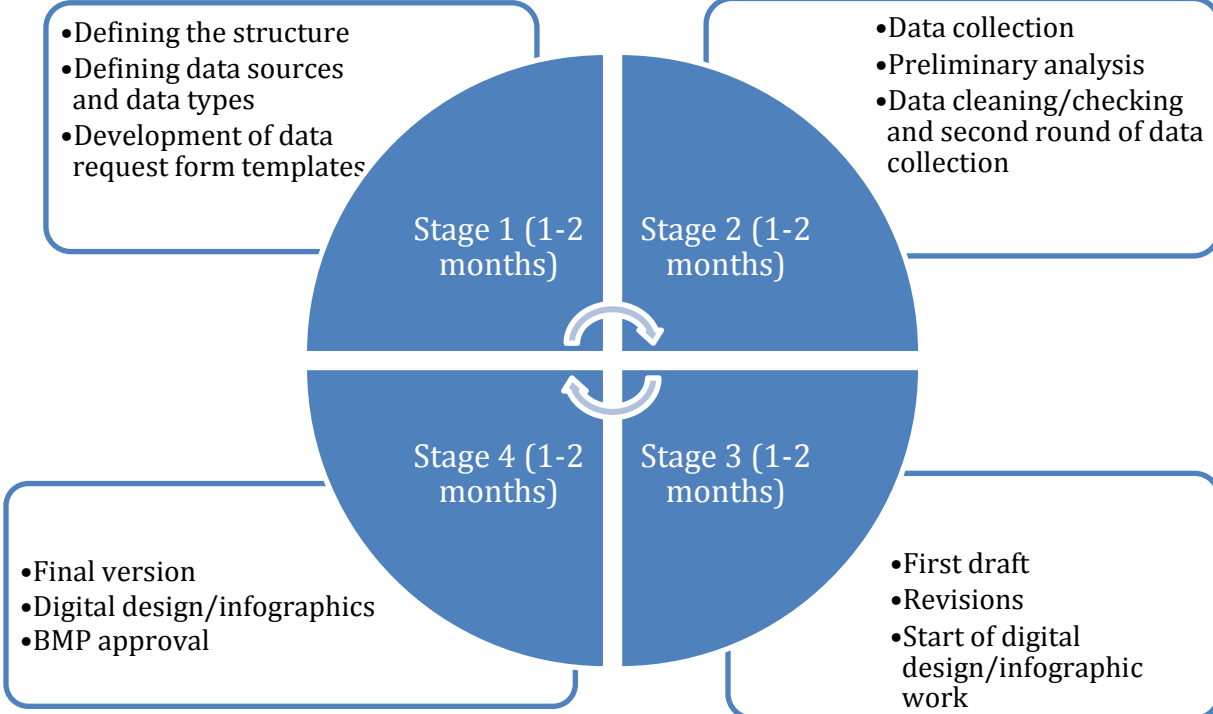 •Defining the structure
•Defining data sources
and data types
•Development of data
request form templates
•Data collection
•Preliminary analysis
•Data cleaning/checking
and second round of data
collection
Stage 1 (1-2
months)
Stage 2 (1-2
months)
Stage 4 (1-2
months)
Stage 3 (1-2
months)
•Final version
•Digital design/infographics
•BMP approval
•First draft
•Revisions
•Start of digital
design/infographic
work